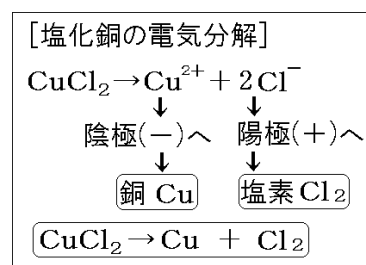 [塩化銅の電気分解]
CuCl₂→Cu²⁺ + 2Cl⁻
↓ ↓
陰極(−)へ 陽極(+)へ
↓ ↓
銅 Cu 塩素 Cl₂
CuCl₂→Cu + Cl₂